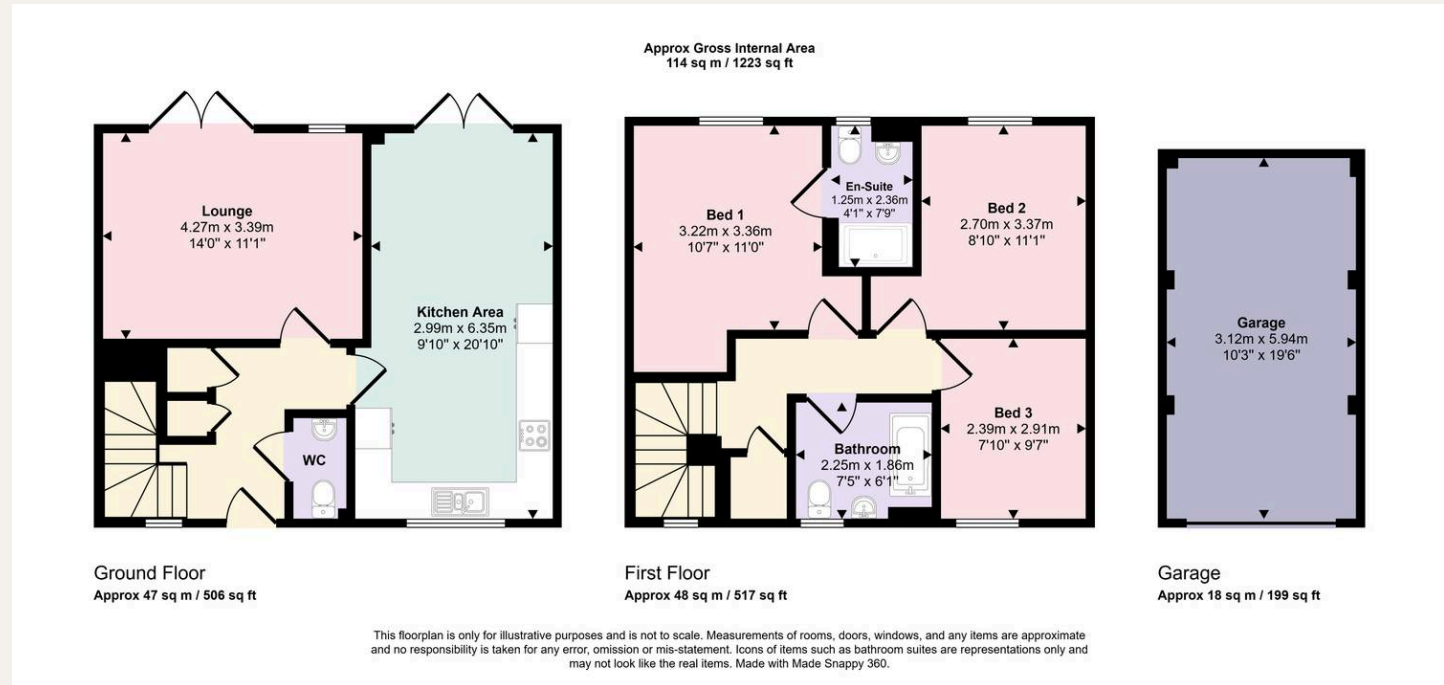 Approx Gross Internal Area
114 sq m / 1223 sq ft
Lounge
4.27m x 3.39m
14'0" x 11'1"
Kitchen Area
2.99m x 6.35m
9'10" x 20'10"
WC
Ground Floor
Approx 47 sq m / 506 sq ft
Bed 1
3.22m x 3.36m
10'7" x 11'0"
En-Suite
1.25m x 2.36m
4'1" x 7'9"
Bed 2
2.70m x 3.37m
8'10" x 11'1"
Bathroom
2.25m x 1.86m
7'5" x 6'1"
Bed 3
2.39m x 2.91m
7'10" x 9'7"
First Floor
Approx 48 sq m / 517 sq ft
Garage
3.12m x 5.94m
10'3" x 19'6"
Garage
Approx 18 sq m / 199 sq ft
This floorplan is only for illustrative purposes and is not to scale. Measurements of rooms, doors, windows, and any items are approximate
and no responsibility is taken for any error, omission or mis-statement. Icons of items such as bathroom suites are representations only and
may not look like the real items. Made with Made Snappy 360.